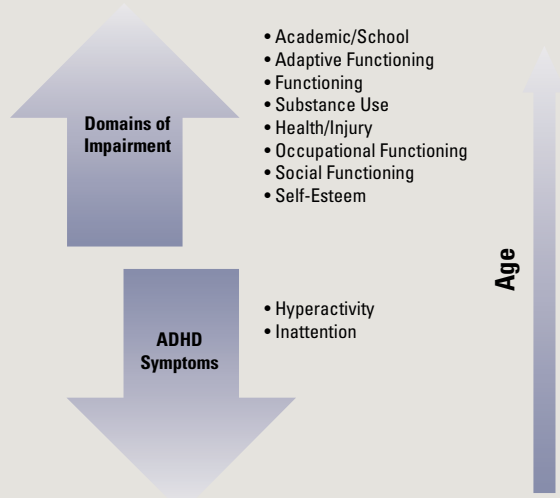 Domains of
Impairment
• Academic/School
• Adaptive Functioning
• Functioning
• Substance Use
• Health/Injury
• Occupational Functioning
• Social Functioning
• Self-Esteem
ADHD
Symptoms
• Hyperactivity
• Inattention
Age